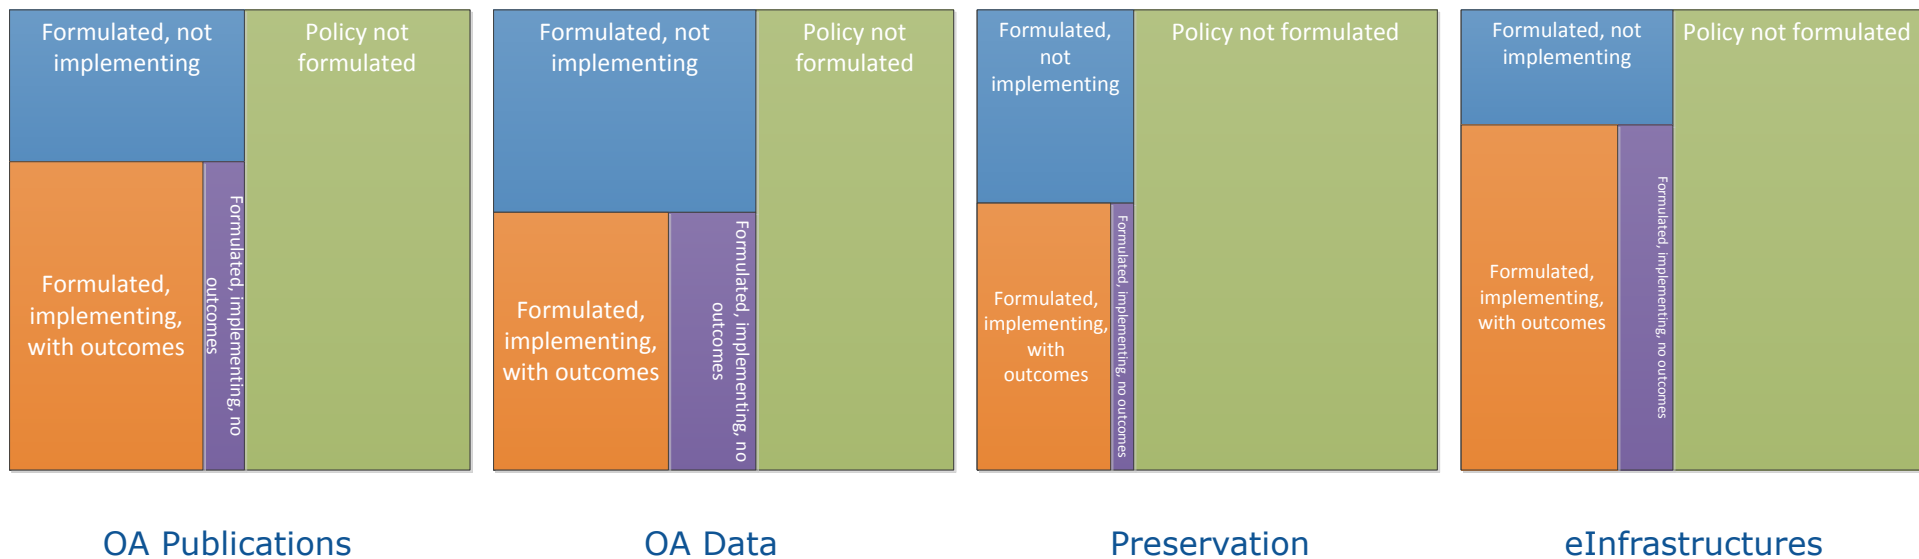 Formulated, not
implementing
Policy not
formulated
Formulated,
implementing,
with outcomes
Formulated, implementing, no
outcomes
OA Publications
Formulated, not
implementing
Policy not
formulated
Formulated,
implementing,
with outcomes
Formulated, implementing, no
outcomes
OA Data
Formulated,
not
implementing
Policy not formulated
Formulated,
implementing,
with
outcomes
Formulated, implementing, no outcomes
Preservation
Formulated, not
implementing
Policy not formulated
Formulated,
implementing,
with outcomes
Formulated, implementing, no outcomes
eInfrastructures